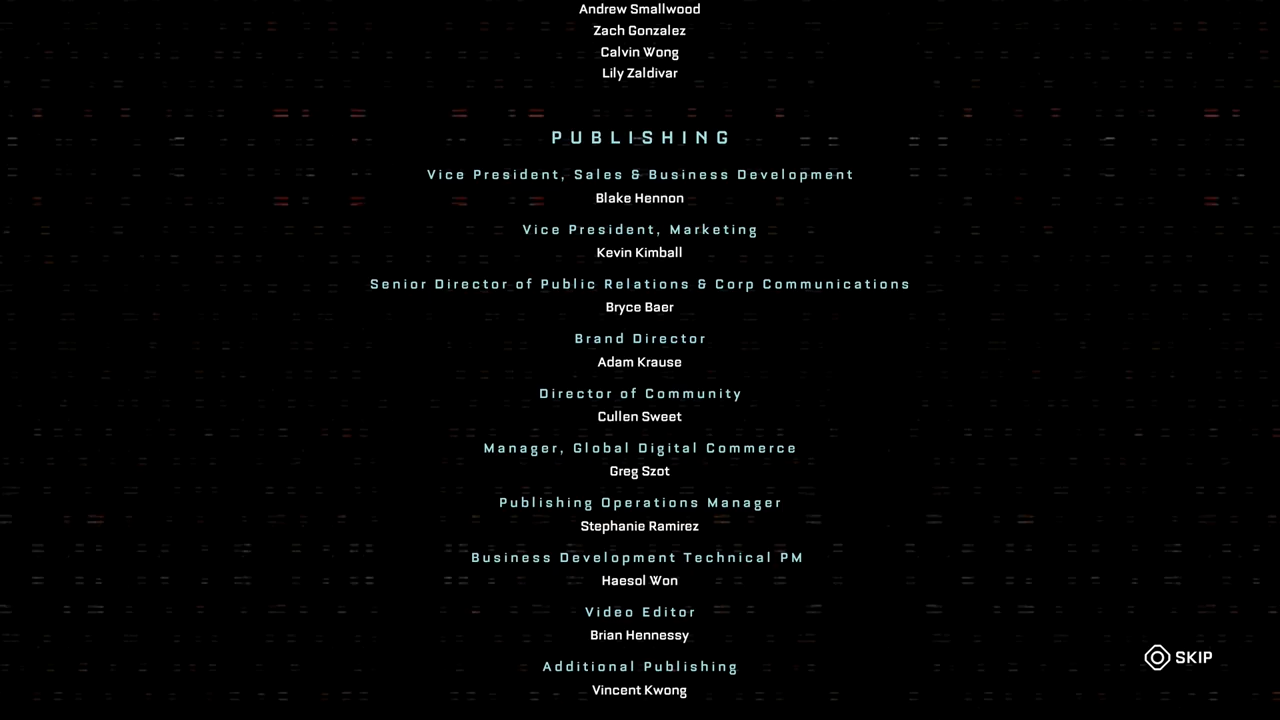 Andrew Smallwood
Zach Gonzalez
Calvin Wong
Lily Zaldivar
PUBLISHING
Vice President, Sales & Business Development
Blake Hennon
Vice President, Marketing
Kevin Kimball
Senior Director of Public Relations & Corp Communications
Bryce Baer
Brand Director
Adam Krause
Director of Community
Cullen Sweet
Manager, Global Digital Commerce
Greg Szot
Publishing Operations Manager
Stephanie Ramirez
Business Development Technical PM
Haesol Won
Video Editor
Brian Hennessy
SKIP
Additional Publishing
Vincent Kwong